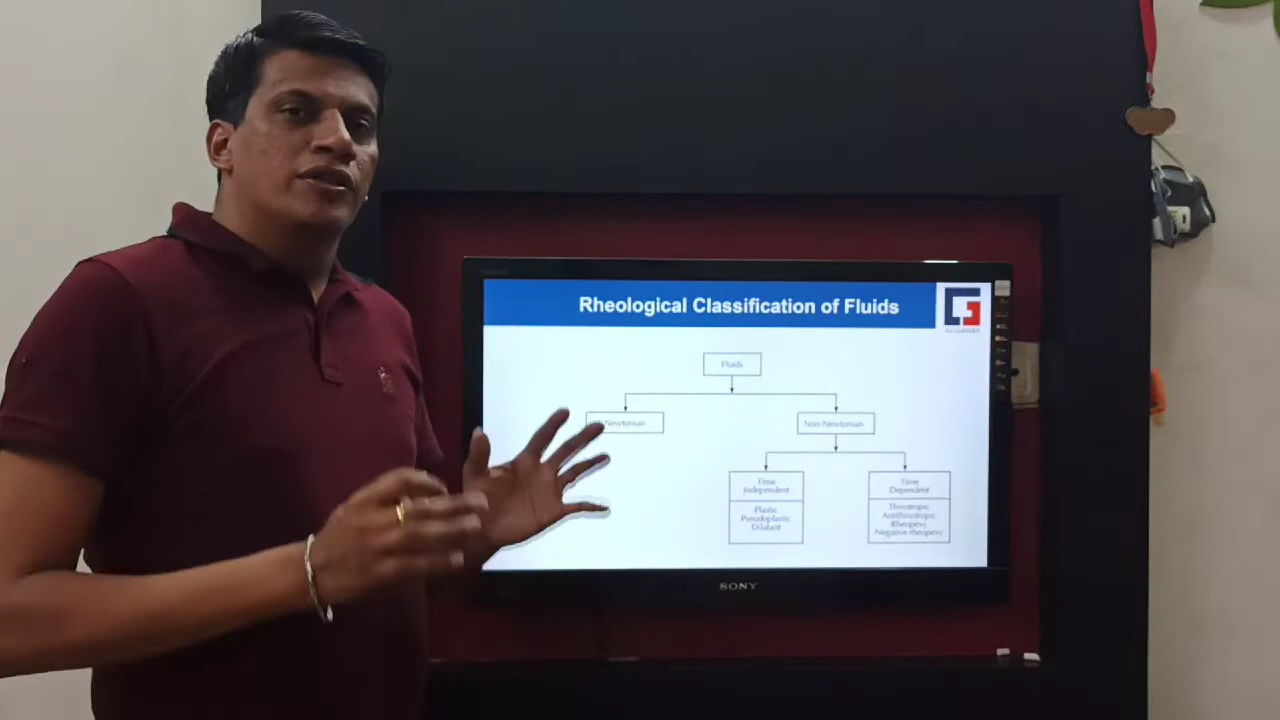 Rheological Classification of Fluids
Fluids
Newtonian
Non-Newtonian
Time
Independent
Plastic
Pseudoplastic
Dilatant
Time
Dependent
Thixotropic
Antithixotropic
Rheopexy
Negative rheopexy
SONY